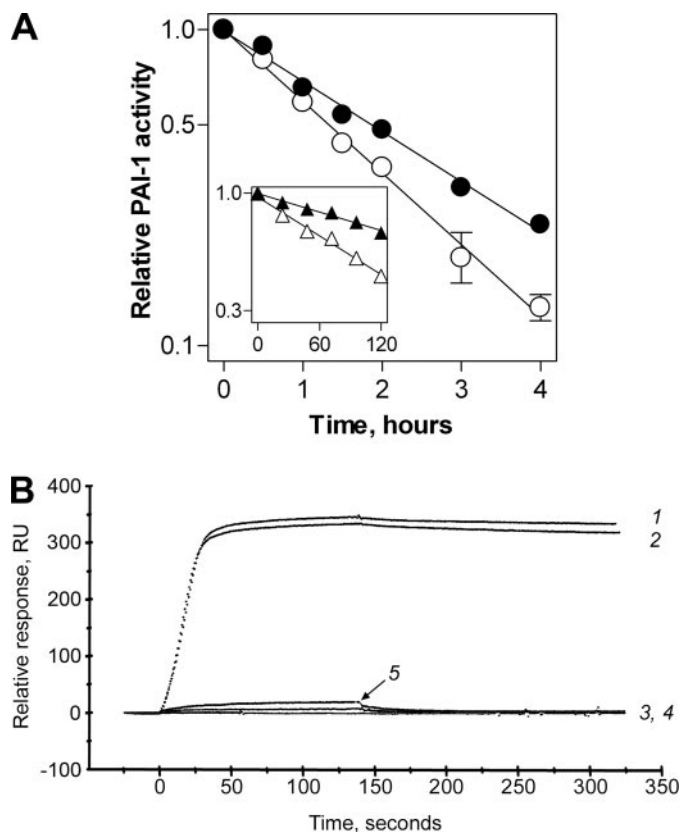 A
Relative PAI-1 activity
1.0
0.5
0.1
1.0
0.3
0 60 120
0 1 2 3 4
Time, hours
B
Relative response, RU
400
300
200
100
0
-100
1
2
5
3, 4
0 50 100 150 200 250 300 350
Time, seconds